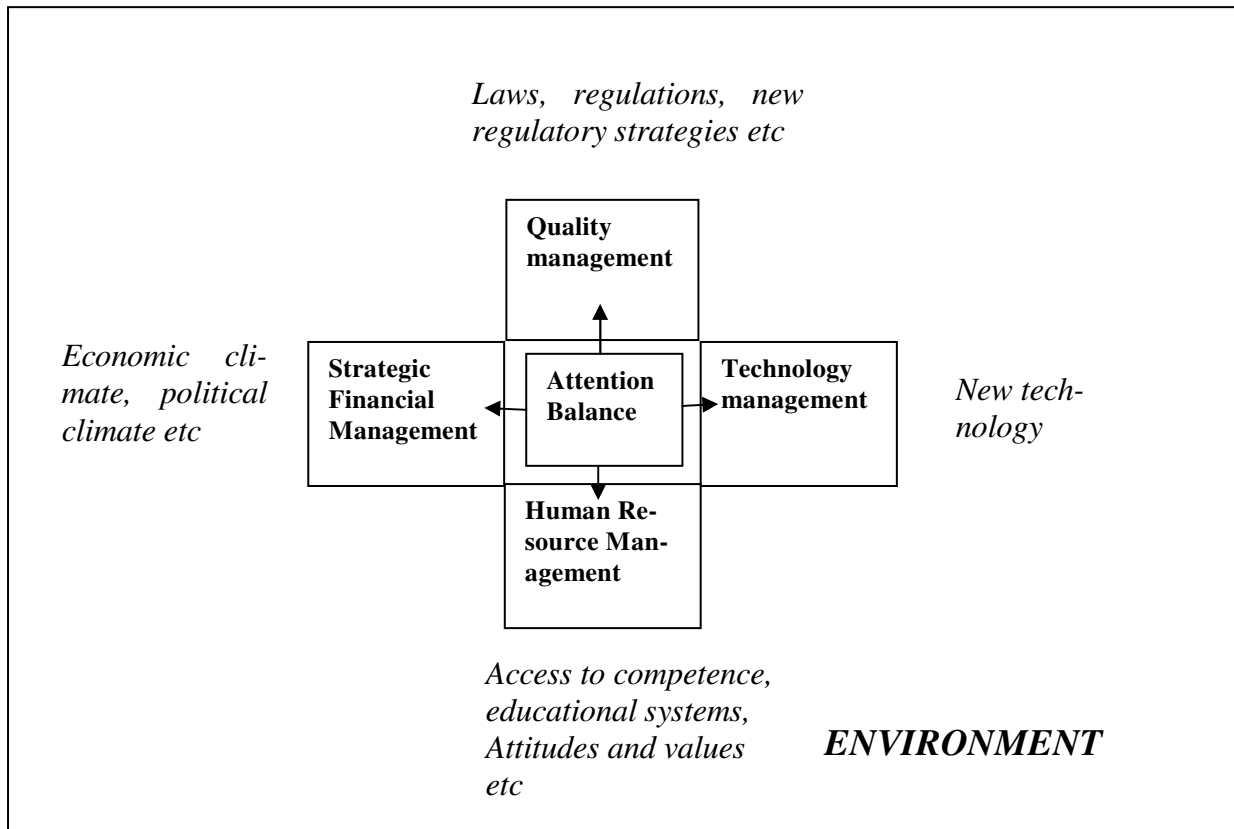 Laws, regulations, new
regulatory strategies etc
Quality
management
Economic cli-
mate, political
climate etc
Strategic
Financial
Management
Attention
Balance
Technology
management
New tech-
nology
Human Re-
source Man-
agement
Access to competence,
educational systems,
Attitudes and values
etc
ENVIRONMENT